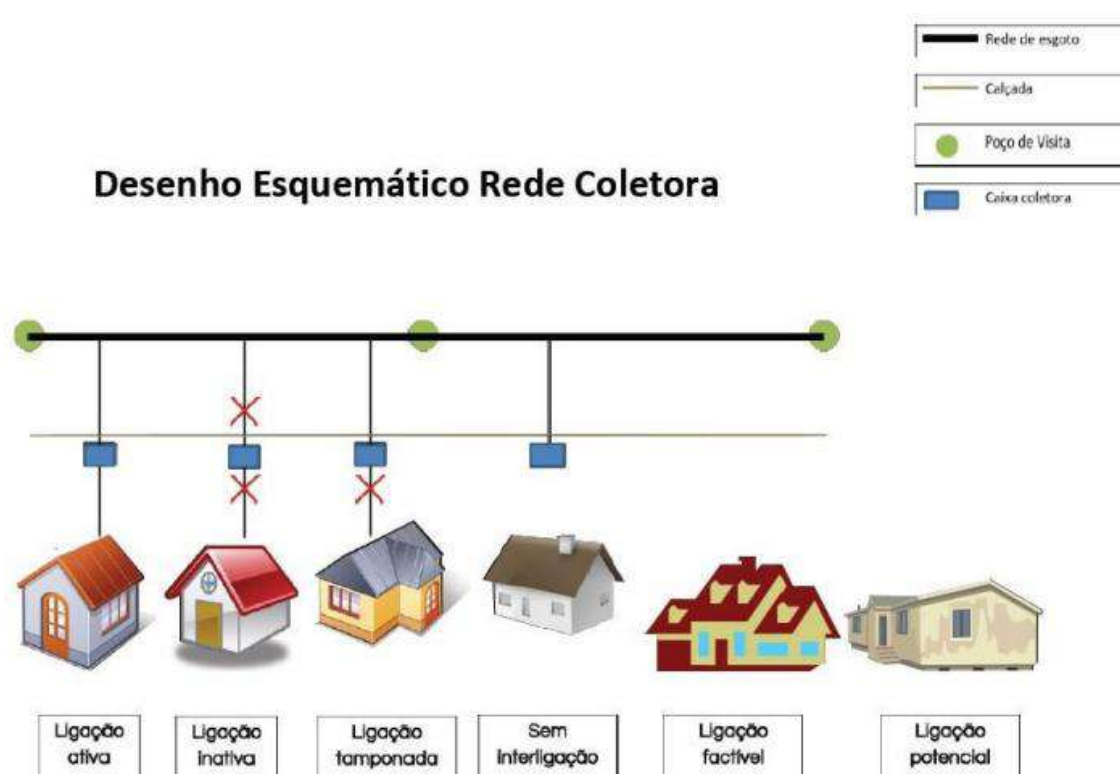 Rede de esgoto
Calçada
Poço de Visita
Caixa coletora
Desenho Esquemático Rede Coletora
Ligação
ativa
Ligação
inativa
Ligação
tamponada
Sem
interligação
Ligação
factível
Ligação
potencial